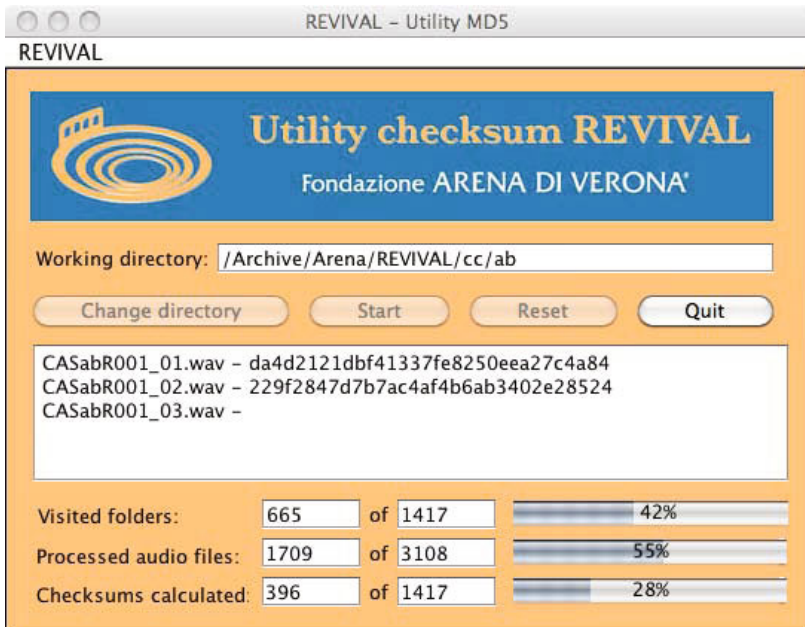 REVIVAL – Utility MD5
REVIVAL
Utility checksum REVIVAL
Fondazione ARENA DI VERONA®
Working directory: /Archive/Arena/REVIVAL/cc/ab
Change directory Start Reset Quit
CASabR001_01.wav – da4d2121dbf41337fe8250eea27c4a84
CASabR001_02.wav – 229f2847d7b7ac4af4b6ab3402e28524
CASabR001_03.wav –
Visited folders: 665 of 1417 42%
Processed audio files: 1709 of 3108 55%
Checksums calculated: 396 of 1417 28%